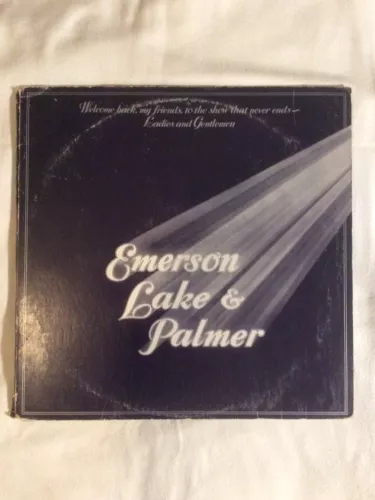 Welcome back, my friends, to the show that never ends~
Ladies and Gentlemen
Emerson
Lake &
Palmer